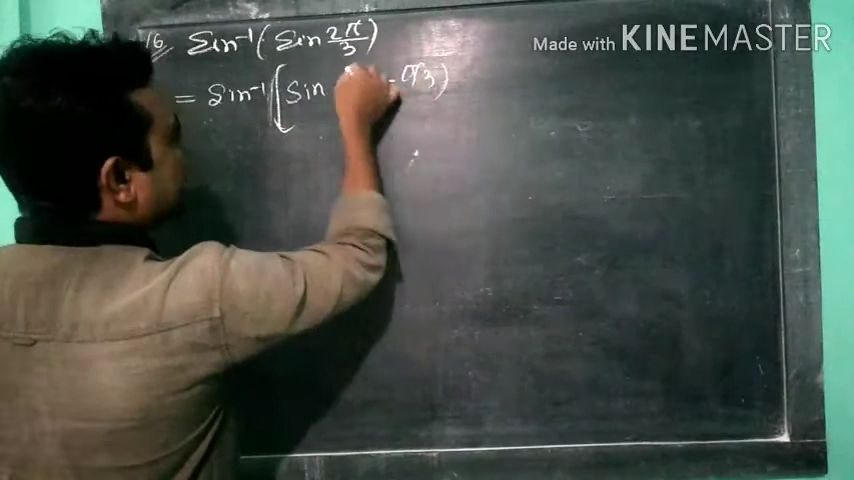 16. Sin⁻¹(Sin 2π/3)
Made with KINEMASTER
= Sin⁻¹[Sin - π/3)